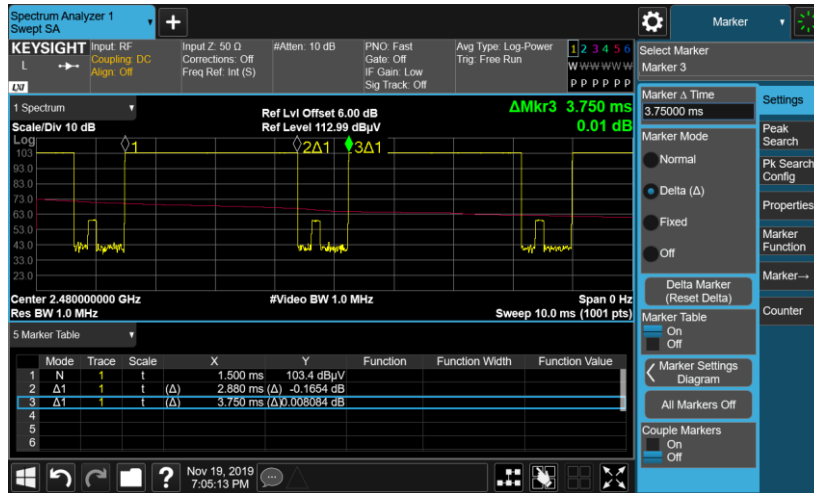 Spectrum Analyzer 1
Swept SA
+
Marker
KEYSIGHT
L
LXI
Input: RF
Coupling: DC
Align: Off
Input Z: 50 Ω
Corrections: Off
Freq Ref: Int (S)
#Atten: 10 dB
PNO: Fast
Gate: Off
IF Gain: Low
Sig Track: Off
Avg Type: Log-Power
Trig: Free Run
1 2 3 4 5 6
W W W W W W
P P P P P P
Select Marker
Marker 3
1 Spectrum
Scale/Div 10 dB
Ref Lvl Offset 6.00 dB
Ref Level 112.99 dBµV
ΔMkr3 3.750 ms
0.01 dB
Log
103
93.0
83.0
73.0
63.0
53.0
43.0
33.0
23.0
1
2Δ1
3Δ1
Center 2.480000000 GHz
Res BW 1.0 MHz
#Video BW 1.0 MHz
Span 0 Hz
Sweep 10.0 ms (1001 pts)
5 Marker Table
Mode Trace Scale X Y Function Function Width Function Value
1 N 1 t 1.500 ms 103.4 dBµV
2 Δ1 1 t (Δ) 2.880 ms (Δ) -0.1654 dB
3 Δ1 1 t (Δ) 3.750 ms (Δ)0.008084 dB
4
5
6
Marker Δ Time
3.75000 ms
Marker Mode
Normal
Delta (Δ)
Fixed
Off
Delta Marker
(Reset Delta)
Marker Table
On
Off
Marker Settings
Diagram
All Markers Off
Couple Markers
On
Off
Settings
Peak
Search
Pk Search
Config
Properties
Marker
Function
Marker→
Counter
?
Nov 19, 2019
7:05:13 PM